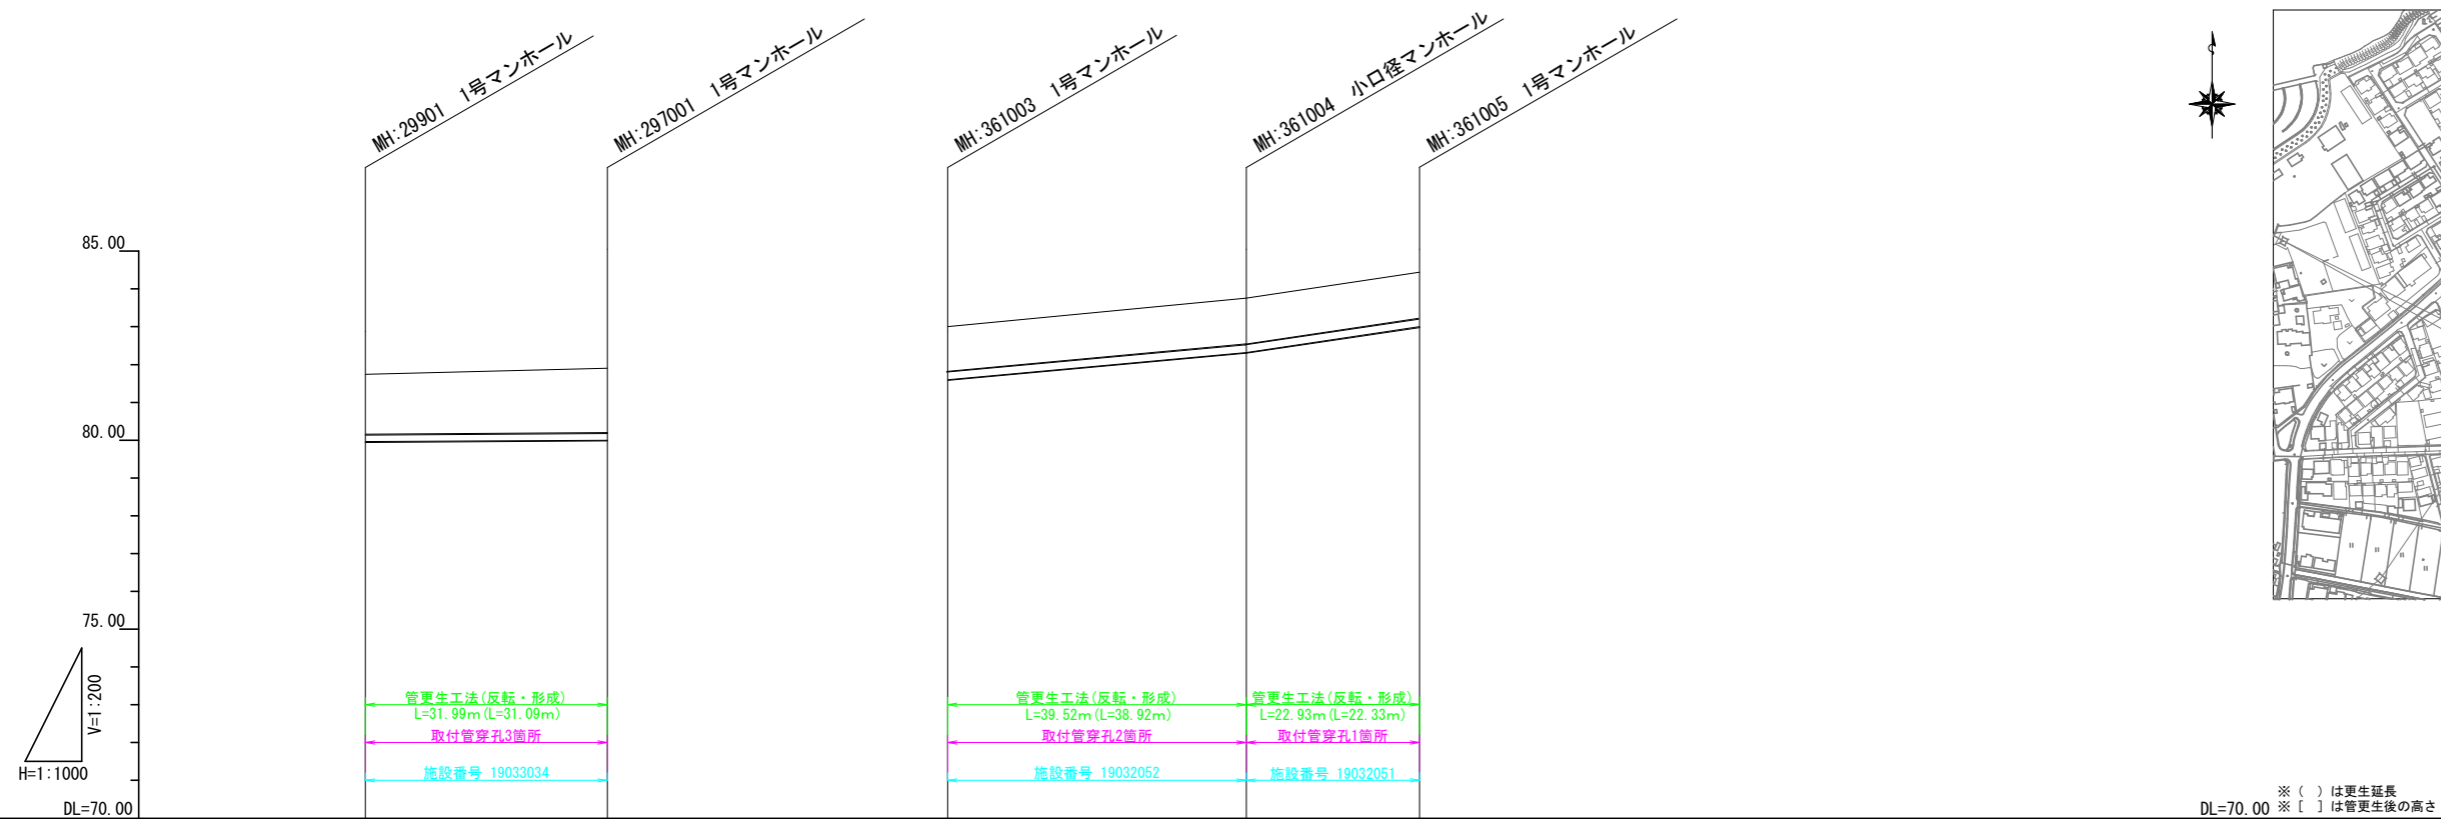 MH:29901　1号マンホール
MH:297001　1号マンホール
MH:361003　1号マンホール
MH:361004　小口径マンホール
MH:361005　1号マンホール
85.00
80.00
75.00
V=1:200
H=1:1000
DL=70.00
管更生工法(反転・形成)
L=31.99m(L=31.09m)
取付管穿孔3箇所
施設番号 19033034
管更生工法(反転・形成)
L=39.52m(L=38.92m)
取付管穿孔2箇所
施設番号 19032052
管更生工法(反転・形成)
L=22.93m(L=22.33m)
取付管穿孔1箇所
施設番号 19032051
※（　）は更生延長
DL=70.00 ※［　］は管更生後の高さ